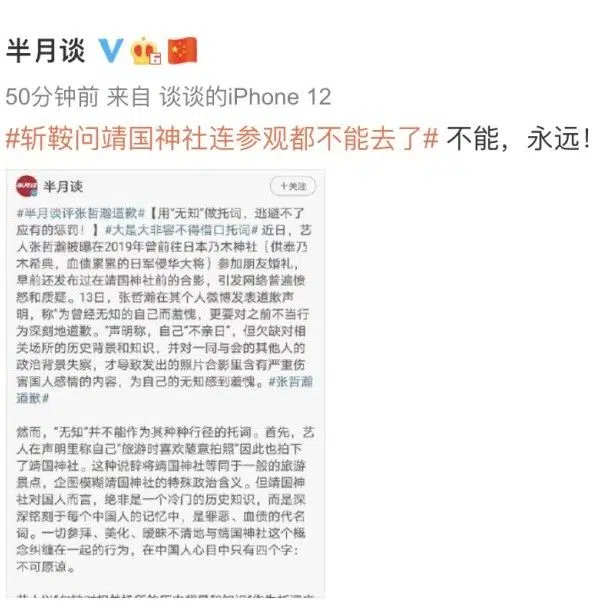 半月谈
50分钟前 来自 谈谈的iPhone 12
#斩鞍问靖国神社连参观都不能去了# 不能，永远！
半月谈
+关注
#半月谈评张哲瀚道歉#【用“无知”做托词，逃避不了
应有的惩罚！】#大是大非容不得借口托词# 近日，艺
人张哲瀚被曝在2019年曾前往日本乃木神社（供奉乃
木希典，血债累累的日军侵华大将）参加朋友婚礼，
早前还发布过在靖国神社前的合影，引发网络普遍愤
怒和质疑。13日，张哲瀚在其个人微博发表道歉声
明，称“为曾经无知的自己而羞愧，更要对之前不当行
为深刻地道歉。”声明称，自己“不亲日”，但欠缺对相
关场所的历史背景和知识，并对一同与会的其他人的
政治背景失察，才导致发出的照片合影里含有严重伤
害国人感情的内容，为自己的无知感到羞愧。#张哲瀚
道歉#
然而，“无知”并不能作为其种种行径的托词。首先，艺
人在声明里称自己“旅游时喜欢随意拍照”因此也拍下
了靖国神社。这种说辞将靖国神社等同于一般的旅游
景点，企图模糊靖国神社的特殊政治含义。但靖国神
社对国人而言，绝非是一个冷门的历史知识，而是深
深铭刻于每个中国人的记忆中，是罪恶、血债的代名
词。一切参拜、美化、暧昧不清地与靖国神社这个概
念纠缠在一起的行为，在中国人心目中只有四个字：
不可原谅。